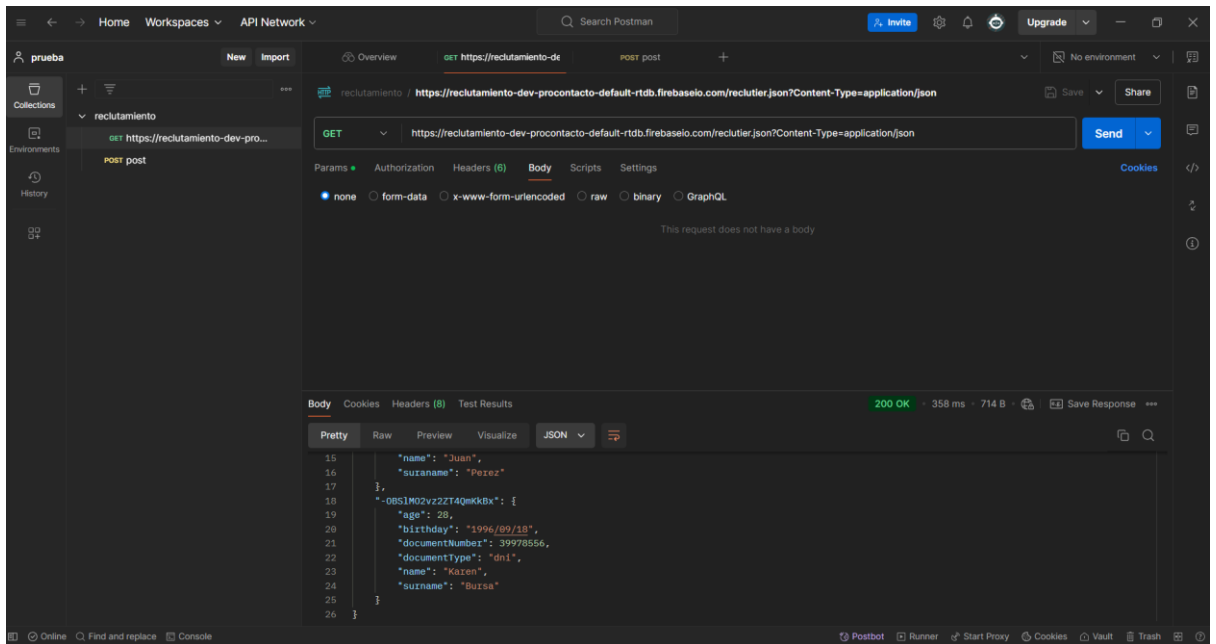 Home Workspaces API Network Search Postman Invite Upgrade
prueba New Import Overview GET https://reclutamiento-de POST post No environment
Collections reclutamiento / https://reclutamiento-dev-procontacto-default-rtdb.firebaseio.com/reclutier.json?Content-Type=application/json Save Share
reclutamiento
GET https://reclutamiento-dev-pro... GET https://reclutamiento-dev-procontacto-default-rtdb.firebaseio.com/reclutier.json?Content-Type=application/json Send
Environments
POST post
Params Authorization Headers (6) Body Scripts Settings Cookies
History
none form-data x-www-form-urlencoded raw binary GraphQL
This request does not have a body
Body Cookies Headers (8) Test Results 200 OK 358 ms 714 B Save Response
Pretty Raw Preview Visualize JSON
15 "name": "Juan",
16 "suraname": "Perez"
17 },
18 "-OBSlMO2vz2ZT4QmKkBx": {
19 "age": 28,
20 "birthday": "1996/09/18",
21 "documentNumber": 39978556,
22 "documentType": "dni",
23 "name": "Karen",
24 "surname": "Bursa"
25 }
26 }
Online Find and replace Console Postbot Runner Start Proxy Cookies Vault Trash